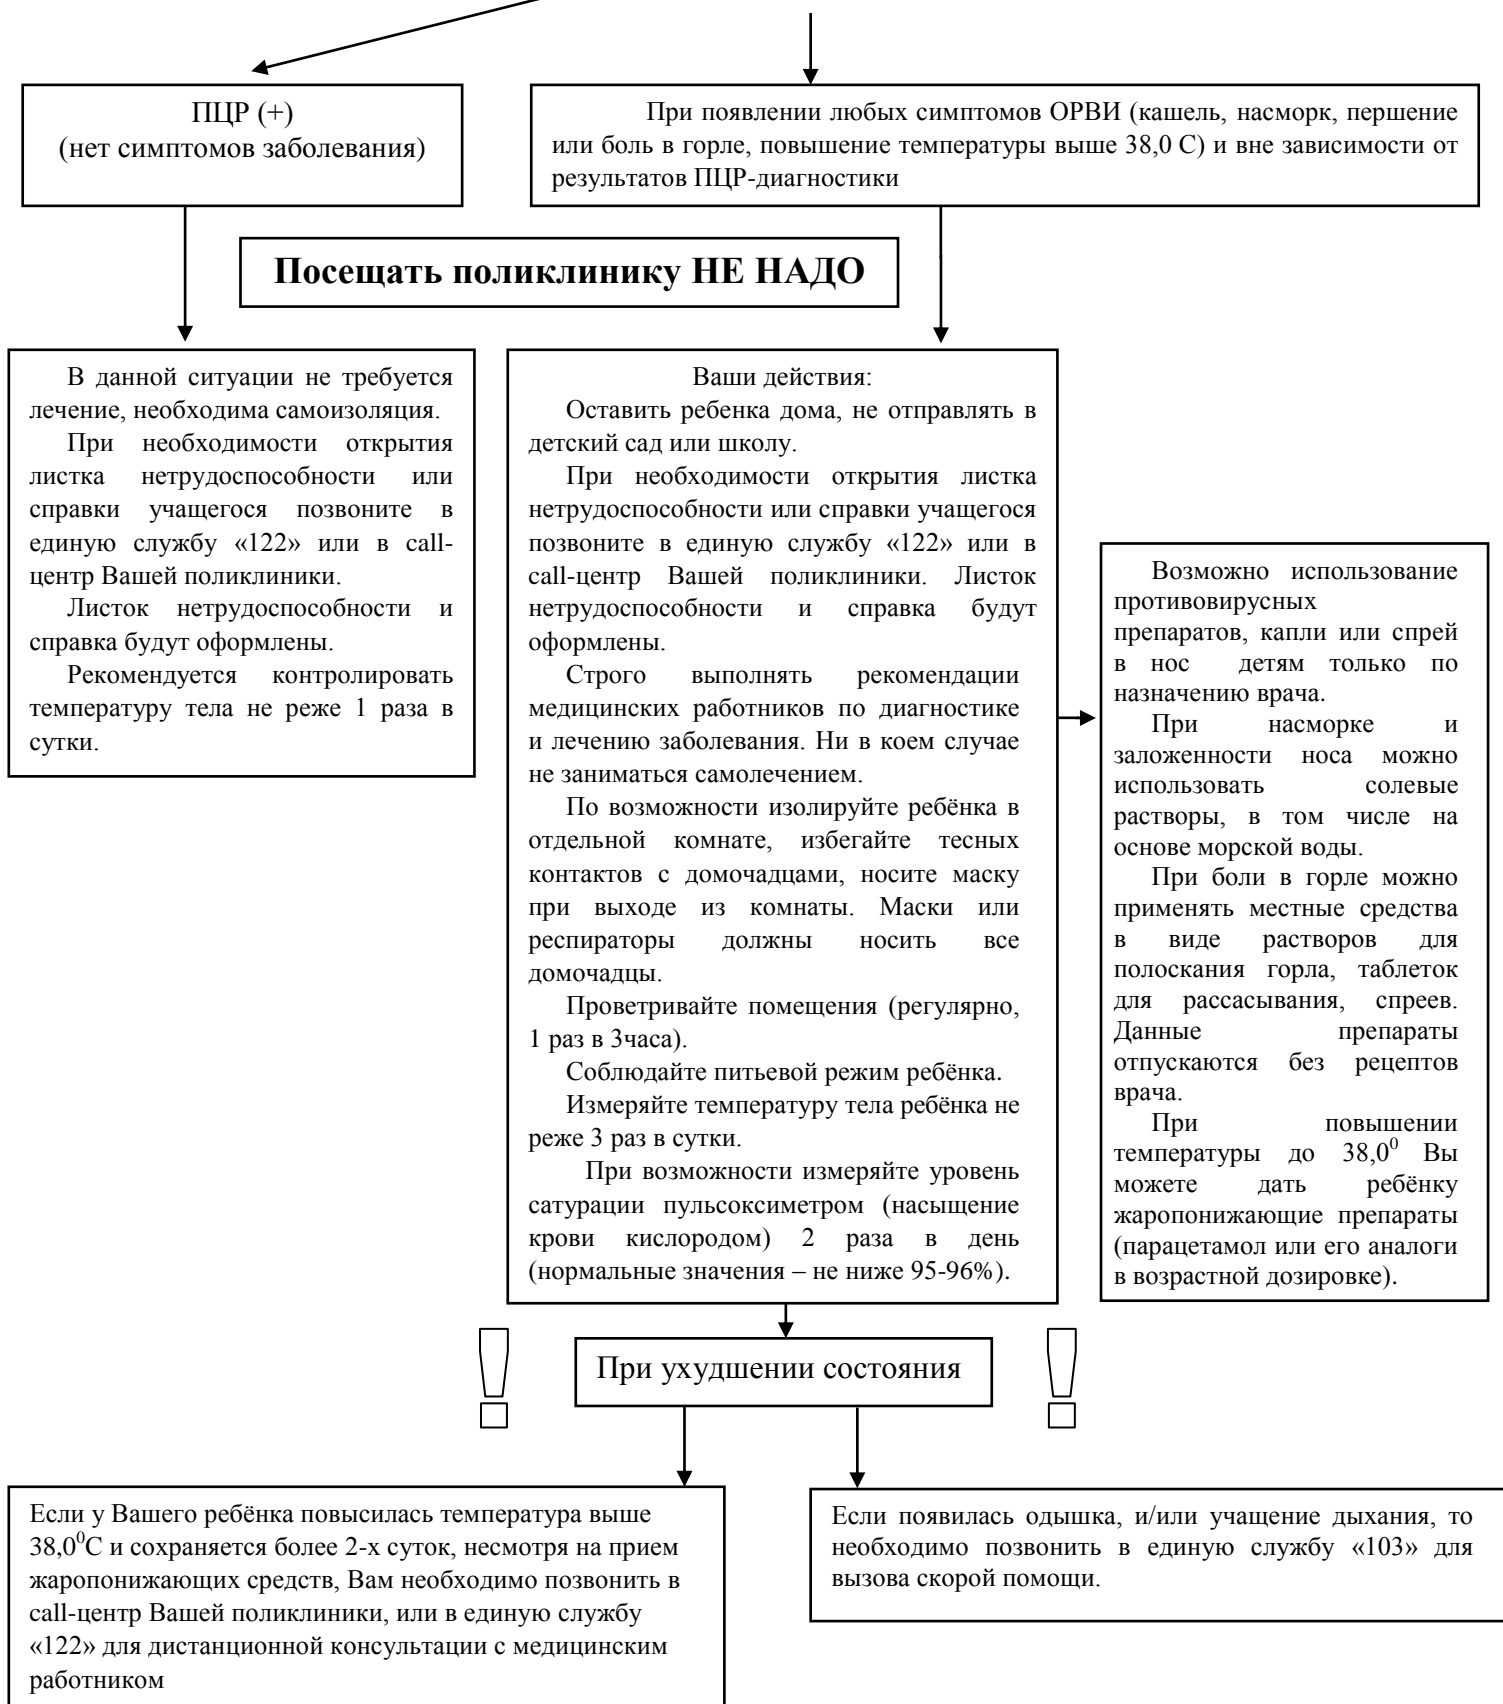 ПЦР (+)
(нет симптомов заболевания)
При появлении любых симптомов ОРВИ (кашель, насморк, першение
или боль в горле, повышение температуры выше 38,0 С) и вне зависимости от
результатов ПЦР-диагностики
Посещать поликлинику НЕ НАДО
В данной ситуации не требуется
лечение, необходима самоизоляция.
При необходимости открытия
листка нетрудоспособности или
справки учащегося позвоните в
единую службу «122» или в call-
центр Вашей поликлиники.
Листок нетрудоспособности и
справка будут оформлены.
Рекомендуется контролировать
температуру тела не реже 1 раза в
сутки.
Ваши действия:
Оставить ребенка дома, не отправлять в
детский сад или школу.
При необходимости открытия листка
нетрудоспособности или справки учащегося
позвоните в единую службу «122» или в
call-центр Вашей поликлиники. Листок
нетрудоспособности и справка будут
оформлены.
Строго выполнять рекомендации
медицинских работников по диагностике
и лечению заболевания. Ни в коем случае
не заниматься самолечением.
По возможности изолируйте ребёнка в
отдельной комнате, избегайте тесных
контактов с домочадцами, носите маску
при выходе из комнаты. Маски или
респираторы должны носить все
домочадцы.
Проветривайте помещения (регулярно,
1 раз в 3часа).
Соблюдайте питьевой режим ребёнка.
Измеряйте температуру тела ребёнка не
реже 3 раз в сутки.
При возможности измеряйте уровень
сатурации пульсоксиметром (насыщение
крови кислородом) 2 раза в день
(нормальные значения – не ниже 95-96%).
Возможно использование
противовирусных
препаратов, капли или спрей
в нос детям только по
назначению врача.
При насморке и
заложенности носа можно
использовать солевые
растворы, в том числе на
основе морской воды.
При боли в горле можно
применять местные средства
в виде растворов для
полоскания горла, таблеток
для рассасывания, спреев.
Данные препараты
отпускаются без рецептов
врача.
При повышении
температуры до 38,0⁰ Вы
можете дать ребёнку
жаропонижающие препараты
(парацетамол или его аналоги
в возрастной дозировке).
! При ухудшении состояния !
Если у Вашего ребёнка повысилась температура выше
38,0⁰С и сохраняется более 2-х суток, несмотря на прием
жаропонижающих средств, Вам необходимо позвонить в
call-центр Вашей поликлиники, или в единую службу
«122» для дистанционной консультации с медицинским
работником
Если появилась одышка, и/или учащение дыхания, то
необходимо позвонить в единую службу «103» для
вызова скорой помощи.